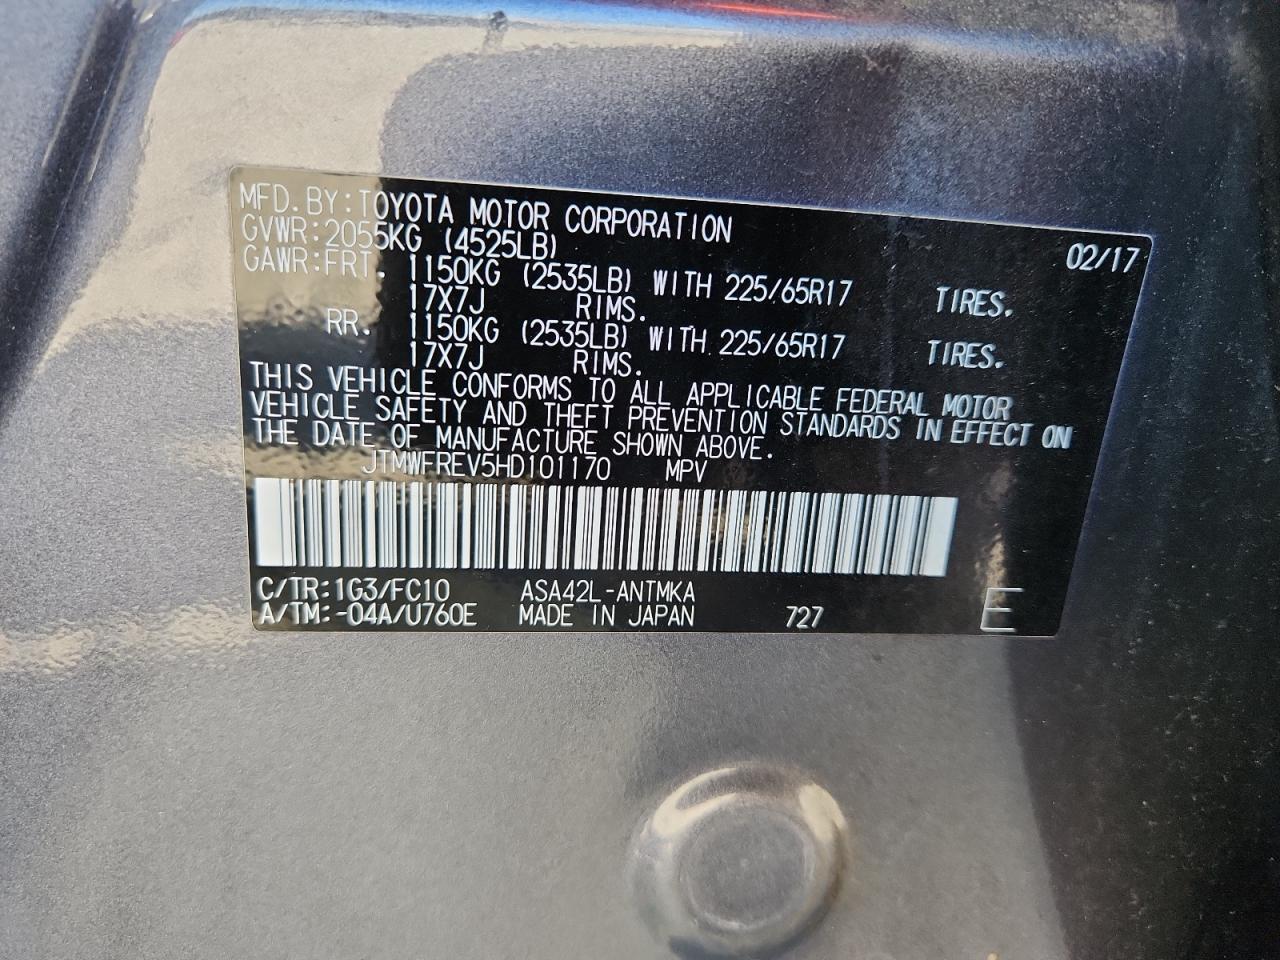 MFD. BY: TOYOTA MOTOR CORPORATION 02/17
GVWR: 2055KG (4525LB)
GAWR: FRT. 1150KG (2535LB) WITH 225/65R17 TIRES.
17X7J RIMS.
RR. 1150KG (2535LB) WITH 225/65R17 TIRES.
17X7J RIMS.
THIS VEHICLE CONFORMS TO ALL APPLICABLE FEDERAL MOTOR
VEHICLE SAFETY AND THEFT PREVENTION STANDARDS IN EFFECT ON
THE DATE OF MANUFACTURE SHOWN ABOVE.
JTMWFREV5HD101170 MPV
C/TR: 1G3/FC10 ASA42L-ANTMKA
A/TM: -04A/U760E MADE IN JAPAN 727 E